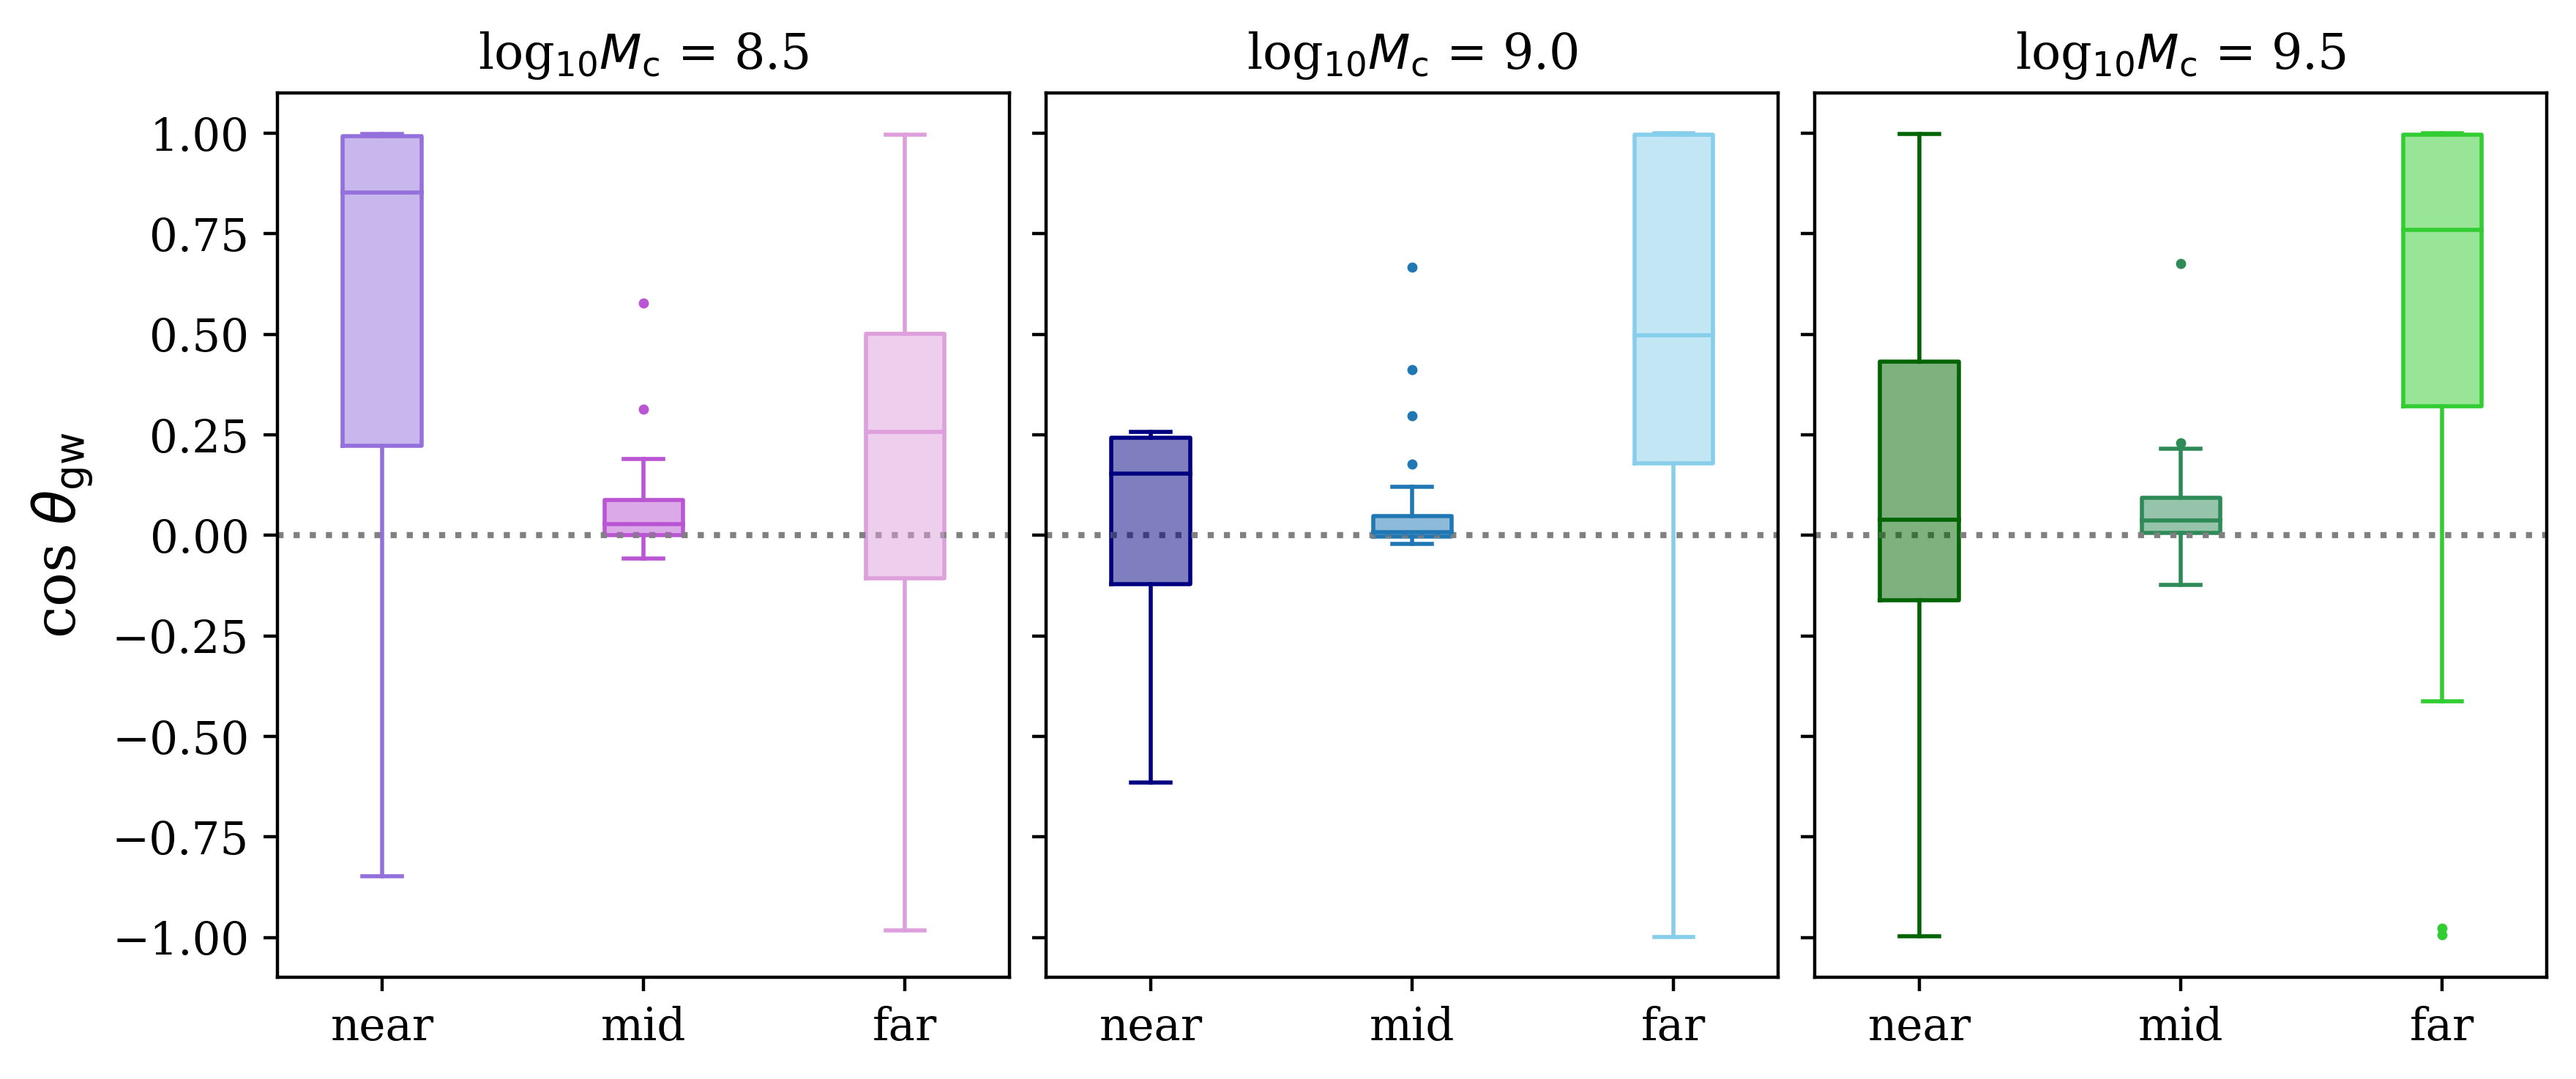 log₁₀Mc = 8.5
log₁₀Mc = 9.0
log₁₀Mc = 9.5
cos θgw
1.00
0.75
0.50
0.25
0.00
−0.25
−0.50
−0.75
−1.00
near mid far
near mid far
near mid far